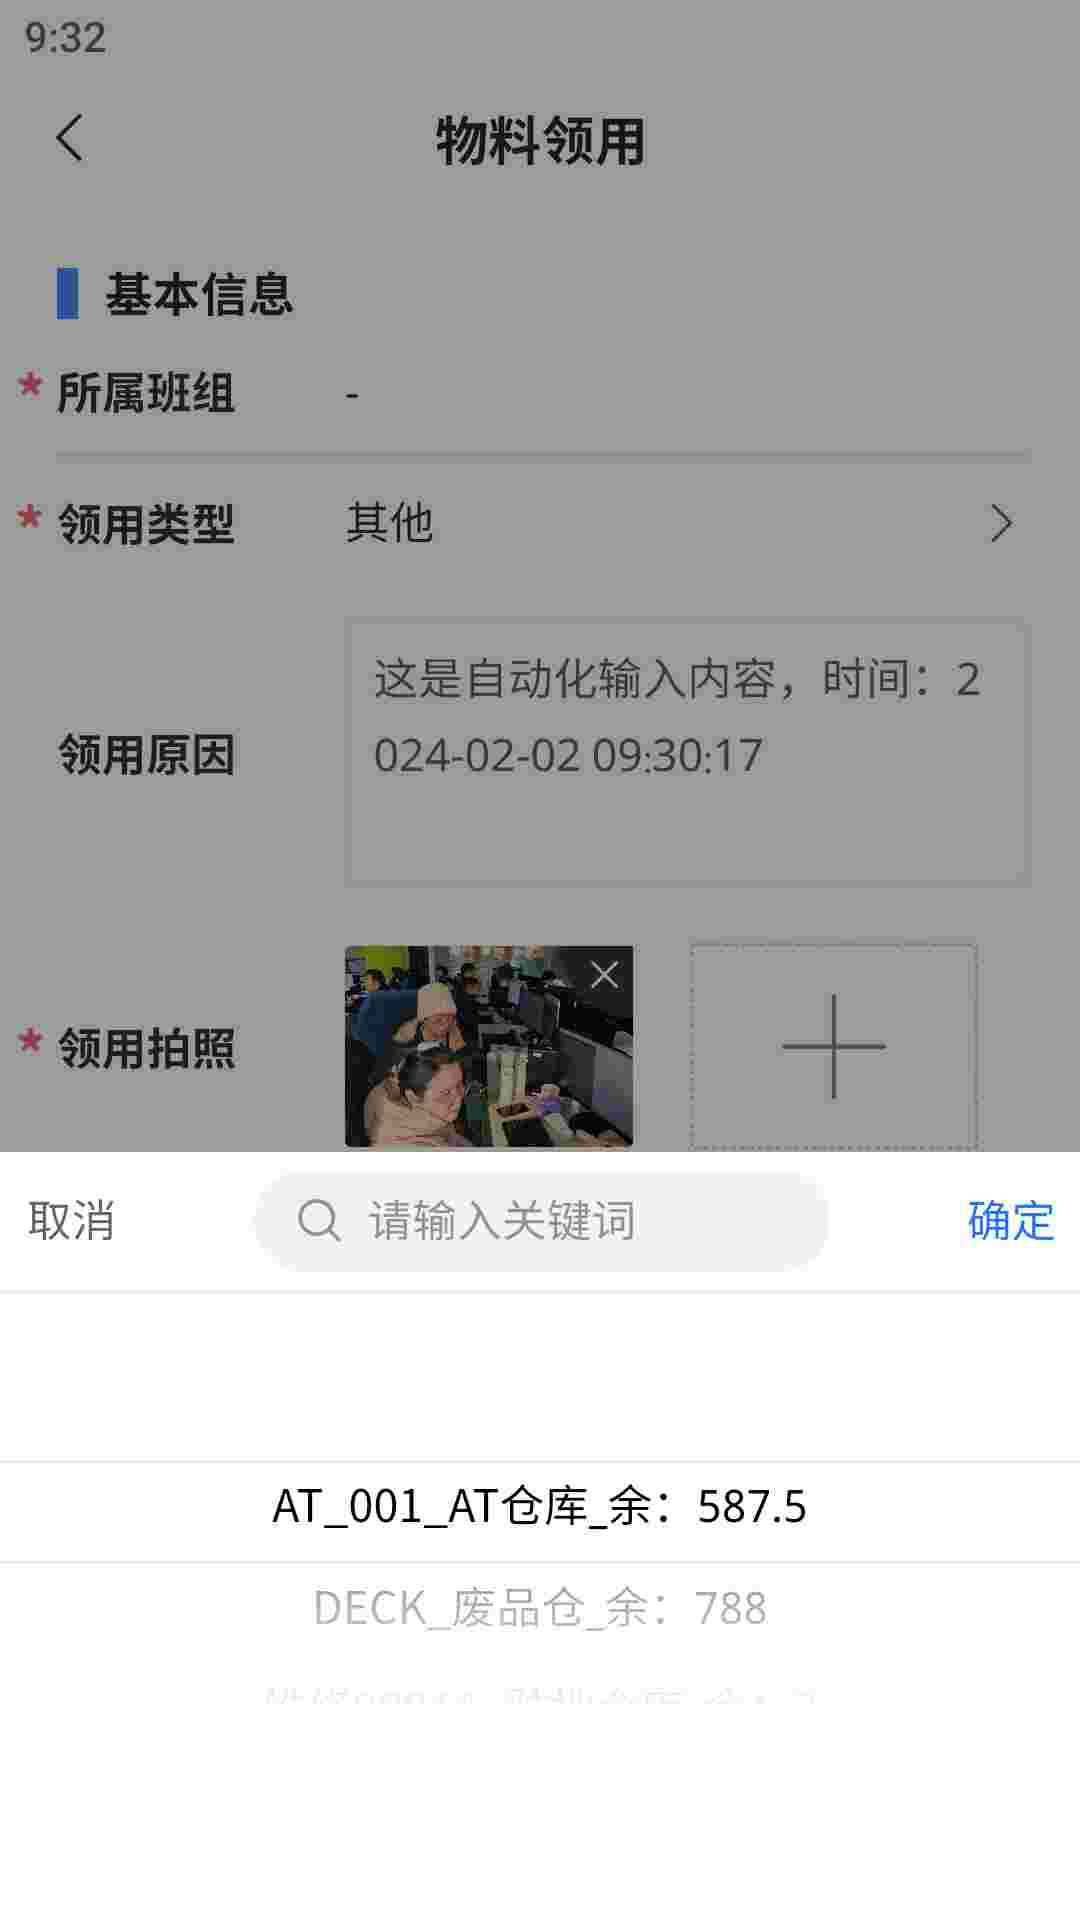 9:32
物料领用
基本信息
* 所属班组 -
* 领用类型 其他
这是自动化输入内容，时间：2
024-02-02 09:30:17
领用原因
* 领用拍照
取消 请输入关键词 确定
AT_001_AT仓库_余：587.5
DECK_废品仓_余：788